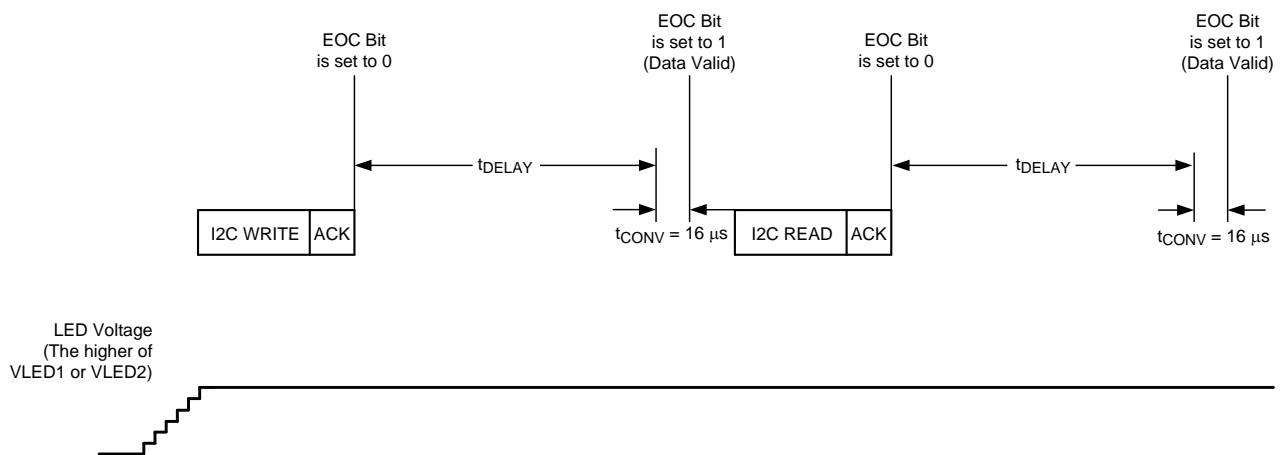 EOC Bit
is set to 0
EOC Bit
is set to 1
(Data Valid)
EOC Bit
is set to 0
EOC Bit
is set to 1
(Data Valid)
tDELAY
tDELAY
I2C WRITE
ACK
tCONV = 16 μs
I2C READ
ACK
tCONV = 16 μs
LED Voltage
(The higher of
VLED1 or VLED2)